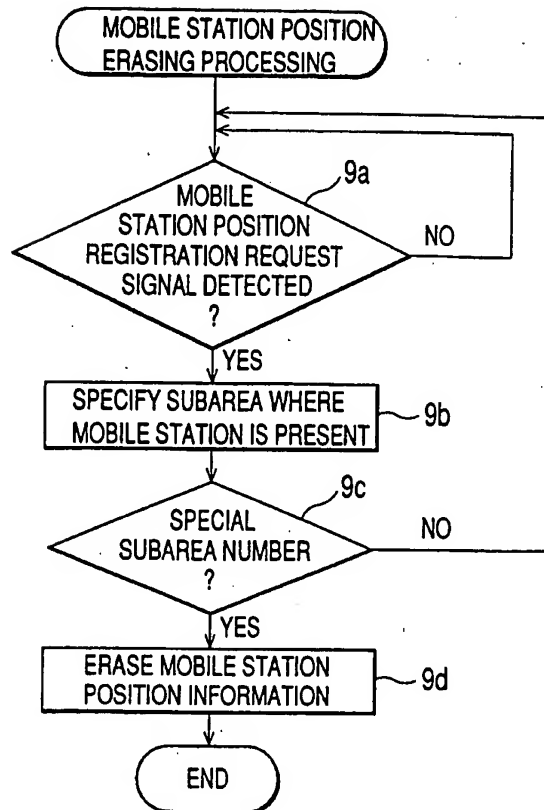 MOBILE STATION POSITION
ERASING PROCESSING
9a
MOBILE
STATION POSITION
REGISTRATION REQUEST
SIGNAL DETECTED
?
NO
YES
SPECIFY SUBAREA WHERE
MOBILE STATION IS PRESENT
9b
9c
SPECIAL
SUBAREA NUMBER
?
NO
YES
ERASE MOBILE STATION
POSITION INFORMATION
9d
END